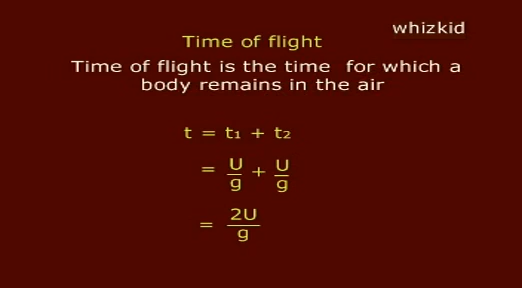 whizkid
Time of flight
Time of flight is the time for which a
body remains in the air
t = t₁ + t₂
= U/g + U/g
= 2U/g